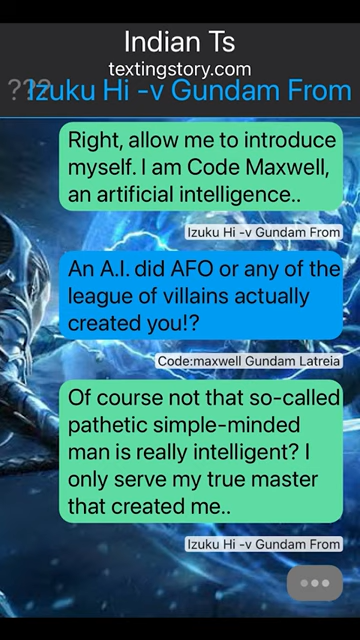 Indian Ts
textingstory.com
??? Izuku Hi -v Gundam From
Right, allow me to introduce
myself. I am Code Maxwell,
an artificial intelligence..
Izuku Hi -v Gundam From
An A.I. did AFO or any of the
league of villains actually
created you!?
Code:maxwell Gundam Latreia
Of course not that so-called
pathetic simple-minded
man is really intelligent? I
only serve my true master
that created me..
Izuku Hi -v Gundam From